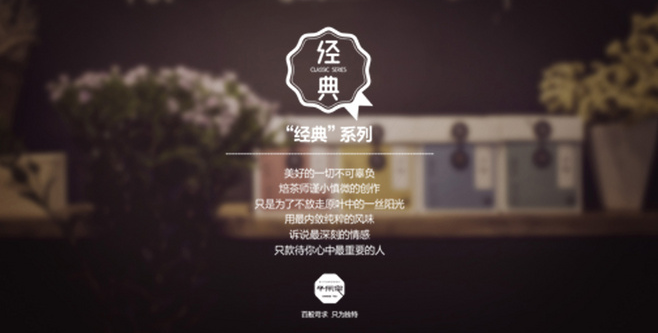 经
CLASSIC SERIES
典
“经典”系列
美好的一切不可辜负
焙茶师谨小慎微的创作
只是为了不放走原叶中的一丝阳光
用最内敛纯粹的风味
诉说最深刻的情感
只款待你心中最重要的人
百般苛求 只为独特